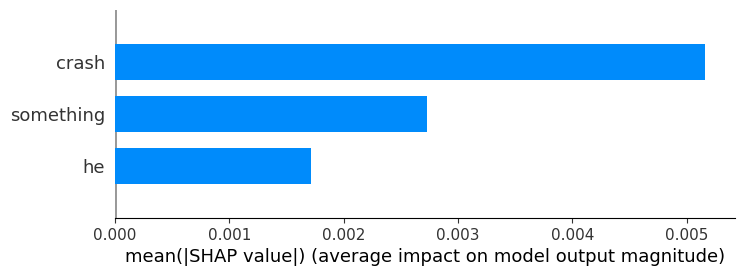 crash
something
he
0.000 0.001 0.002 0.003 0.004 0.005
mean(|SHAP value|) (average impact on model output magnitude)